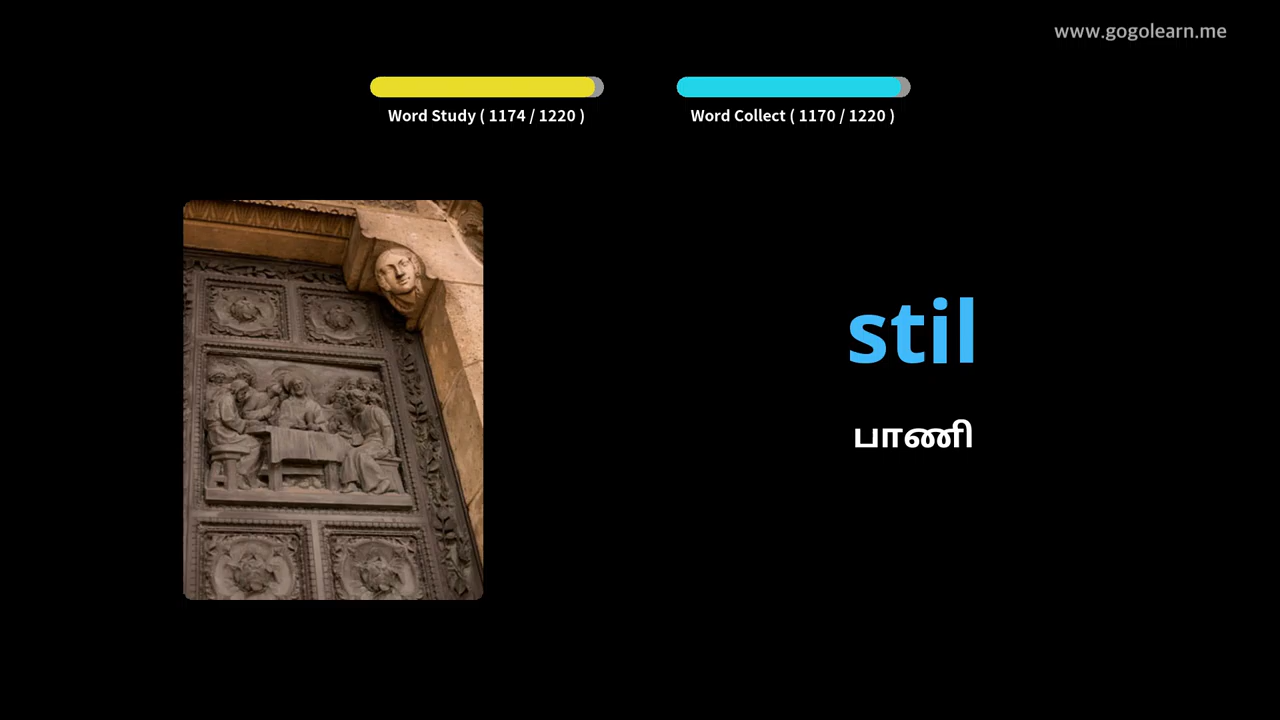 www.gogolearn.me
Word Study ( 1174 / 1220 )
Word Collect ( 1170 / 1220 )
stil
பாணி